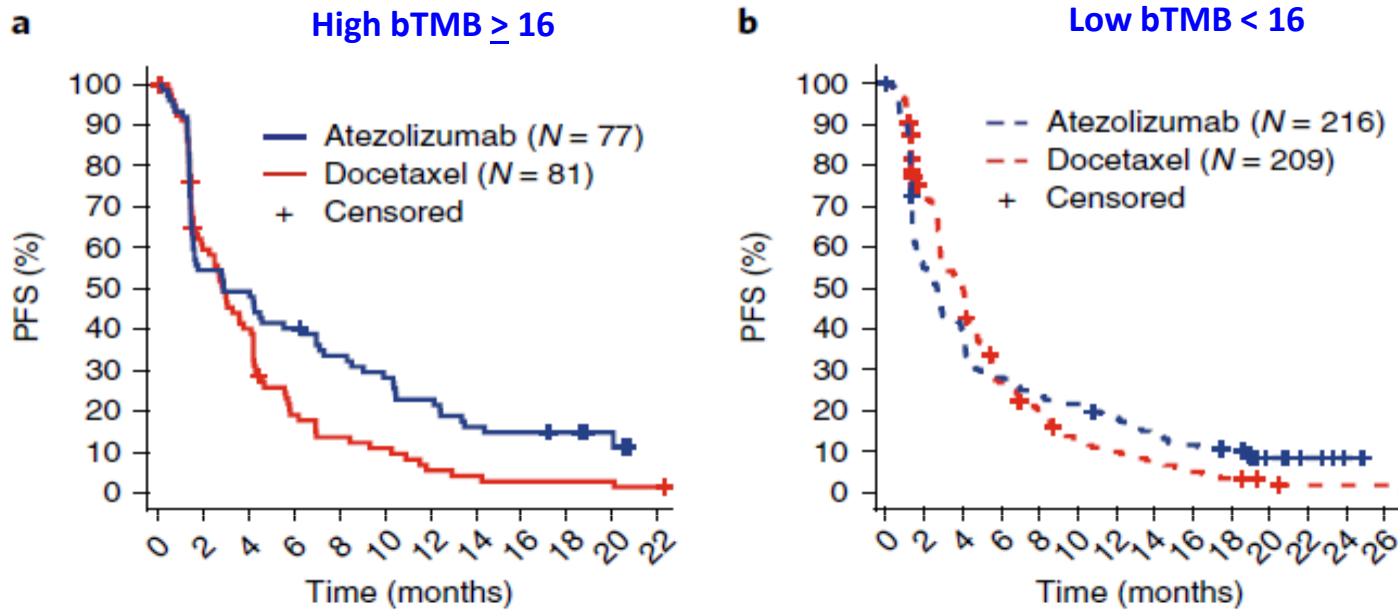 a
High bTMB ≥ 16
100
90
80
70
60
50
40
30
20
10
0
PFS (%)
Atezolizumab (N = 77)
Docetaxel (N = 81)
+ Censored
0 2 4 6 8 10 12 14 16 18 20 22
Time (months)
b
Low bTMB < 16
100
90
80
70
60
50
40
30
20
10
0
PFS (%)
Atezolizumab (N = 216)
Docetaxel (N = 209)
+ Censored
0 2 4 6 8 10 12 14 16 18 20 22 24 26
Time (months)